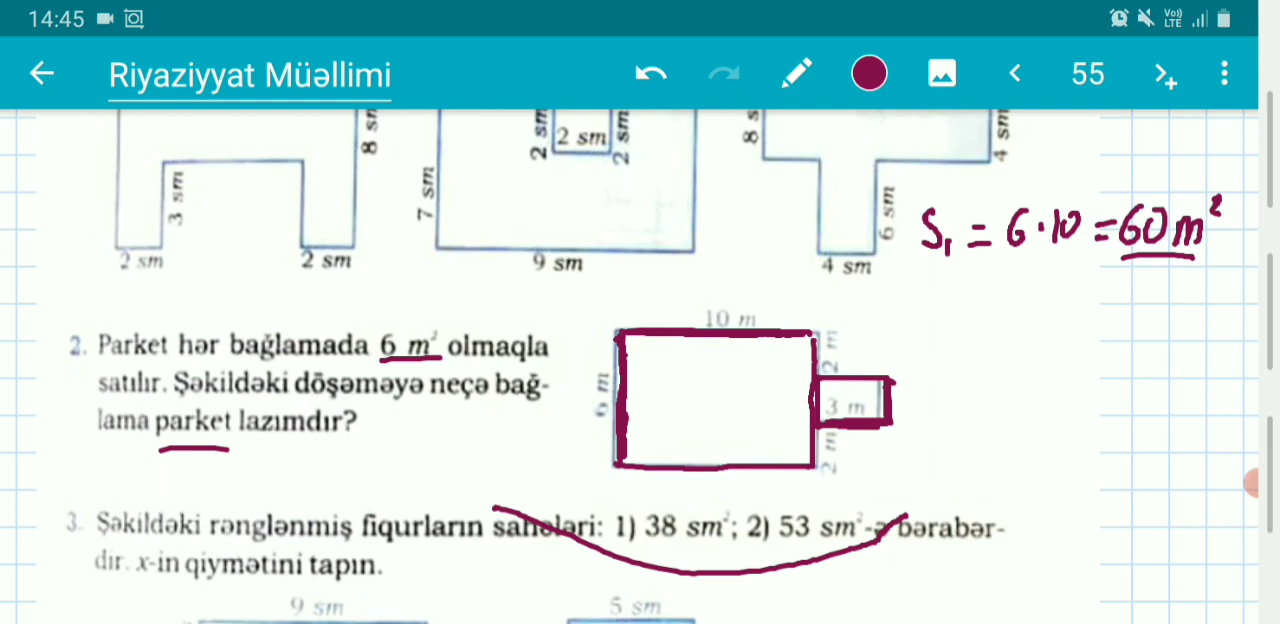 14:45 Vo)) LTE
Riyaziyyat Müəllimi 55
8 sm 2 sm 2 sm 2 sm 8 s 4 sm
3 sm 7 sm 6 sm
2 sm 2 sm 9 sm 4 sm
S₁ = 6·10 = 60 m²
10 m
2. Parket hər bağlamada 6 m² olmaqla
satılır. Şəkildəki döşəməyə neçə bağ-
lama parket lazımdır?
6 m 2 m
3 m
2 m
3. Şəkildəki rənglənmiş fiqurların sahələri: 1) 38 sm²; 2) 53 sm²-ə bərabər-
dir. x-in qiymətini tapın.
9 sm 5 sm